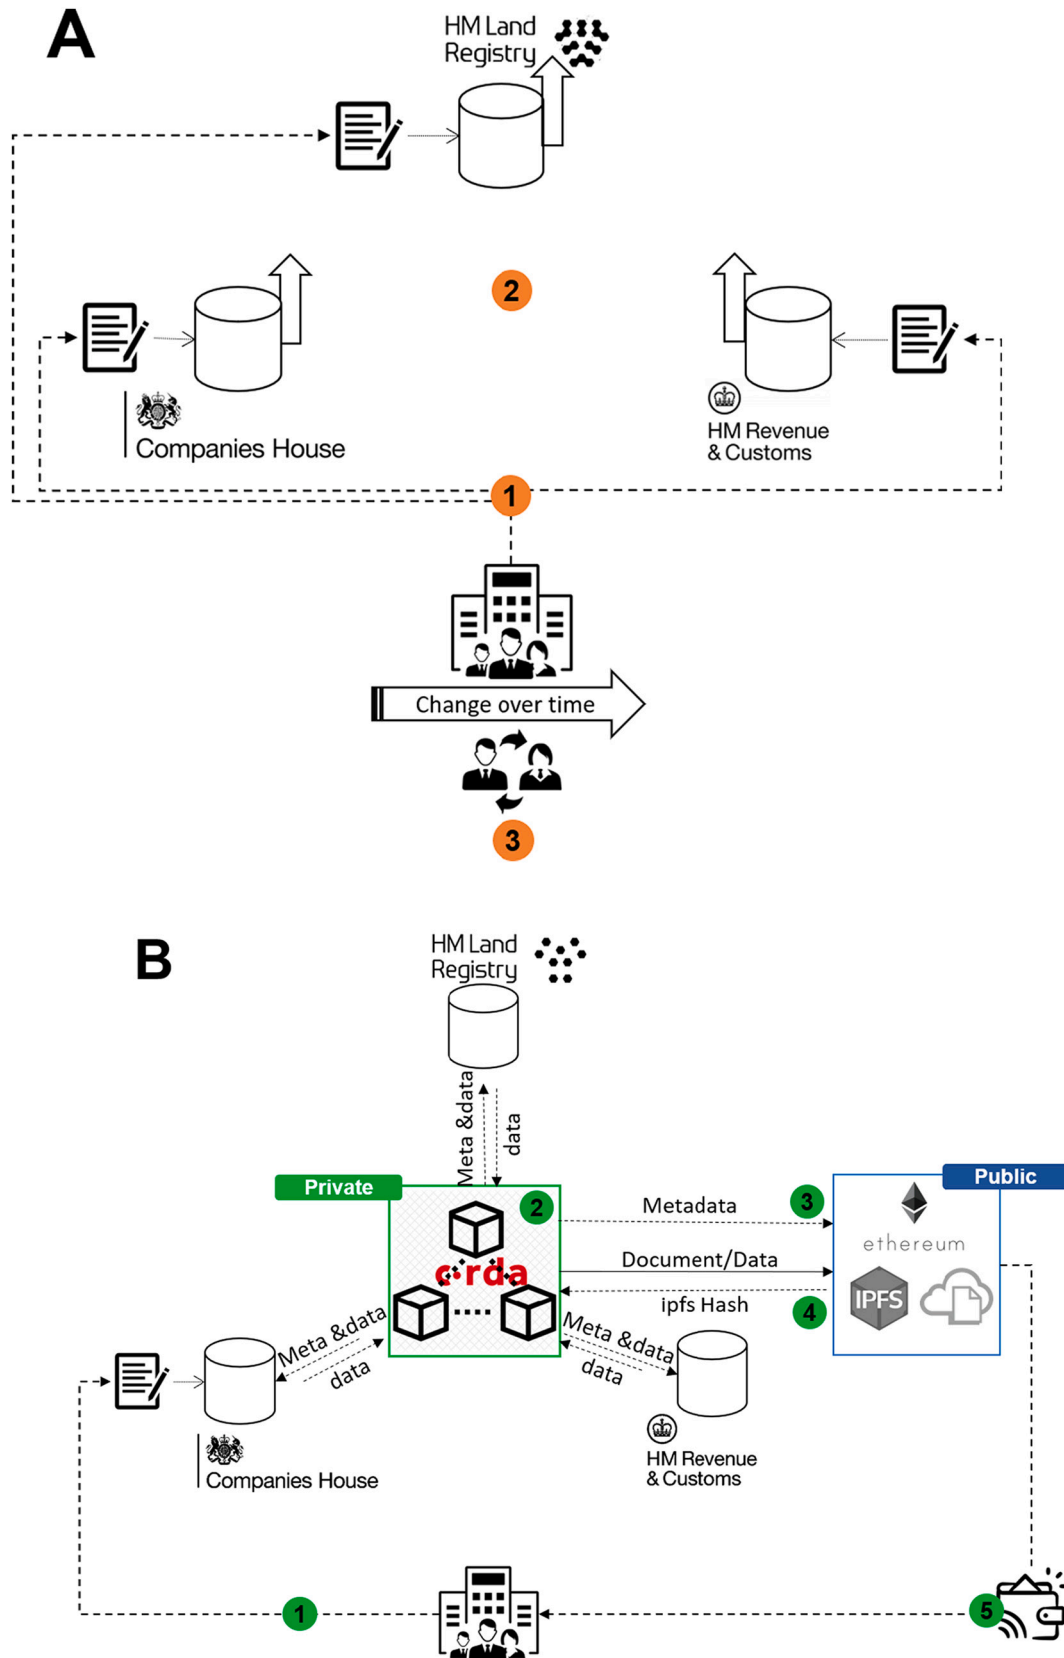 A
HM Land
Registry
2
Companies House
HM Revenue
& Customs
1
Change over time
3
B
HM Land
Registry
Meta &data
data
Private
Public
2
Metadata
3
ethereum
c·rda
Document/Data
IPFS
ipfs Hash
4
Meta &data
data
Meta &data
data
Companies House
HM Revenue
& Customs
1
5